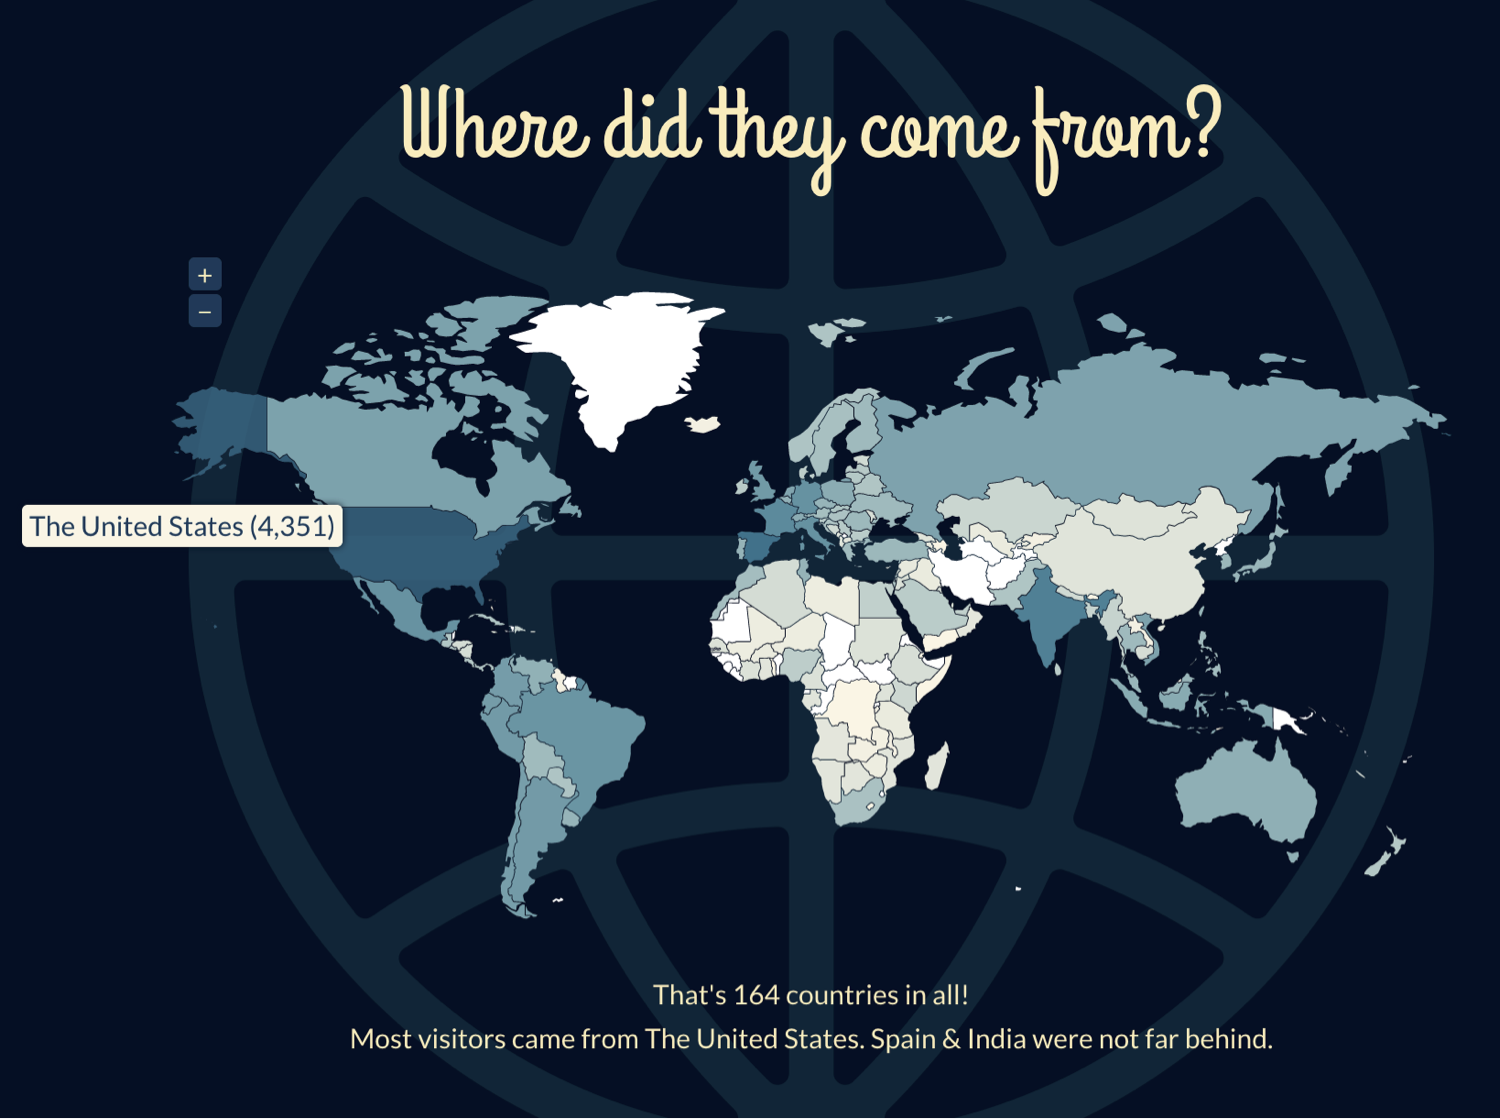 Where did they come from?
+
−
The United States (4,351)
That's 164 countries in all!
Most visitors came from The United States. Spain & India were not far behind.